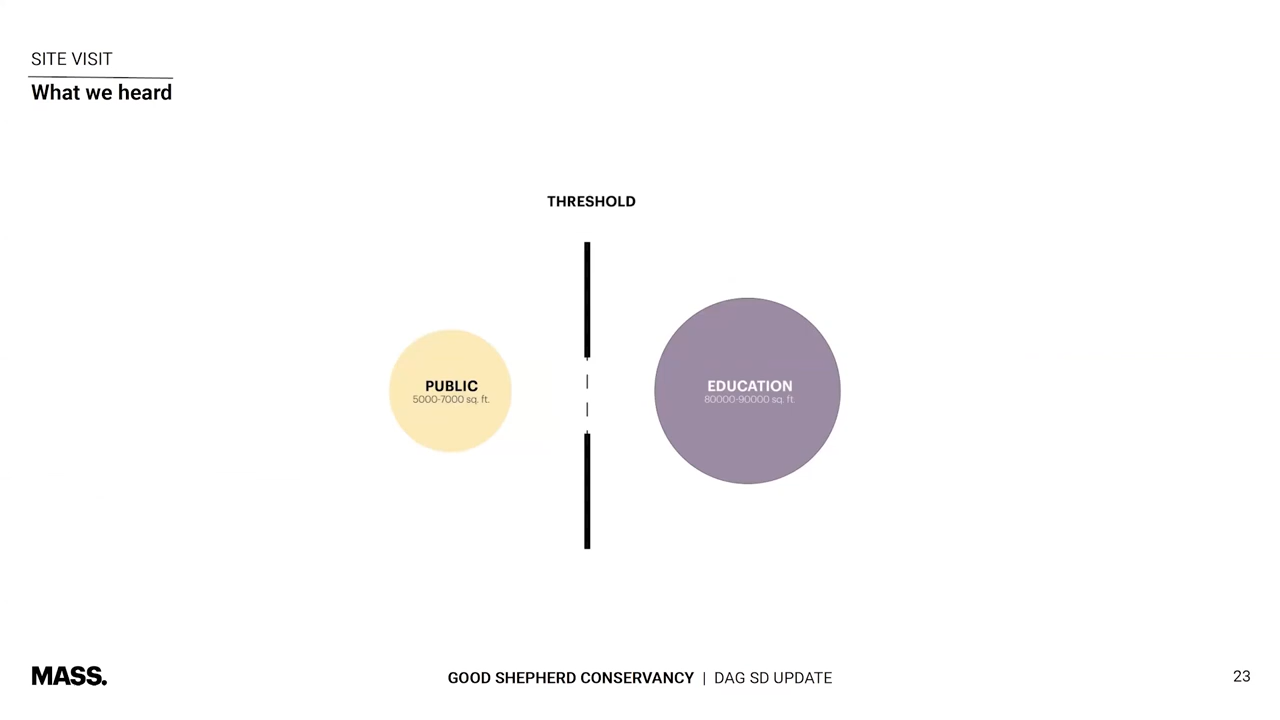 SITE VISIT
What we heard
THRESHOLD
PUBLIC
5000-7000 sq. ft.
EDUCATION
80000-90000 sq. ft.
MASS.
GOOD SHEPHERD CONSERVANCY | DAG SD UPDATE
23